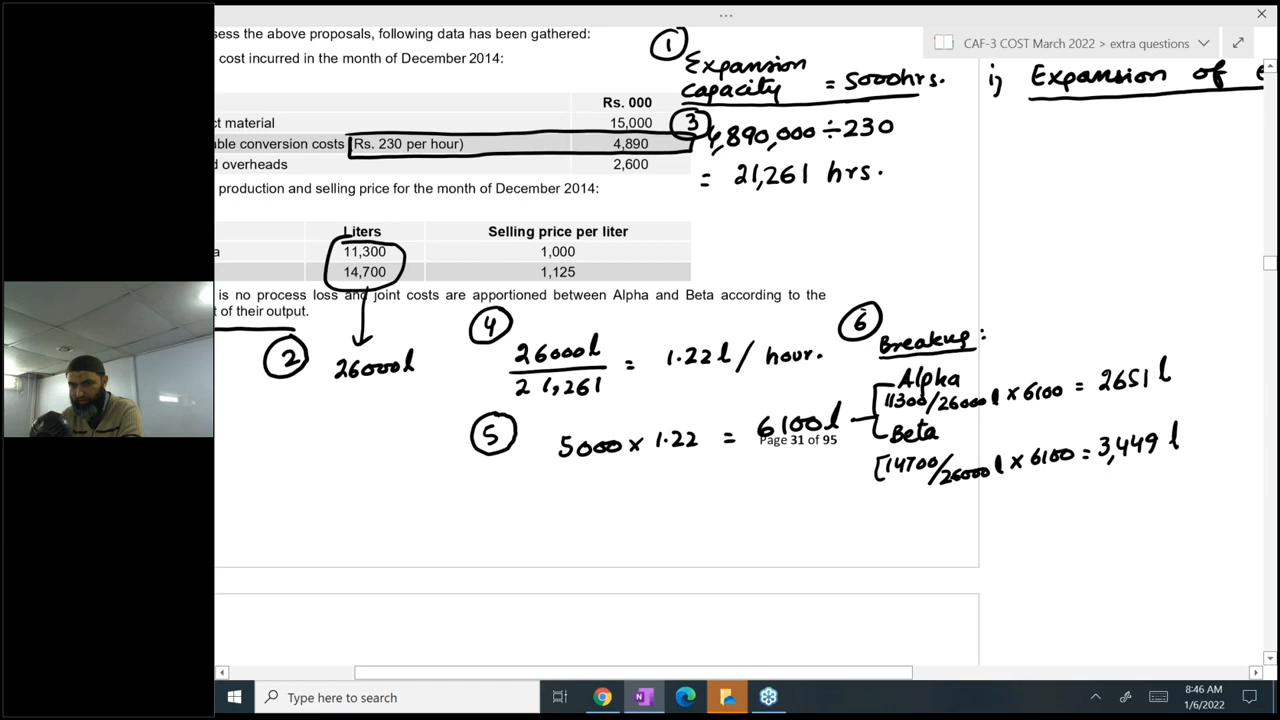 sess the above proposals, following data has been gathered:
cost incurred in the month of December 2014:
Rs. 000
ct material 15,000
able conversion costs (Rs. 230 per hour) 4,890
d overheads 2,600
production and selling price for the month of December 2014:
Liters Selling price per liter
a 11,300 1,000
14,700 1,125
is no process loss and joint costs are apportioned between Alpha and Beta according to the
t of their output.
CAF-3 COST March 2022 > extra questions
1
Expansion
capacity = 5000hrs.
i) Expansion of
3
4,890,000 ÷ 230
= 21,261 hrs.
2 26000l
4
26000l / 21,261 = 1.22 l / hour.
5 5000 × 1.22 = 6100 l
Page 31 of 95
6
Breakup :
Alpha
11300/26000l × 6100 = 2651 l
Beta
[14700/26000l × 6100 = 3,449 l
Type here to search
8:46 AM
1/6/2022